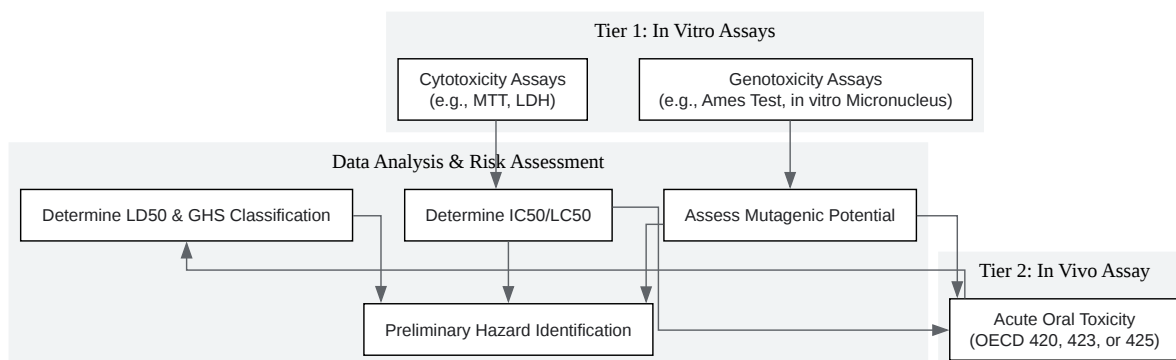 Tier 1: In Vitro Assays
Cytotoxicity Assays
(e.g., MTT, LDH)
Genotoxicity Assays
(e.g., Ames Test, in vitro Micronucleus)
Data Analysis & Risk Assessment
Determine LD50 & GHS Classification
Determine IC50/LC50
Assess Mutagenic Potential
Tier 2: In Vivo Assay
Preliminary Hazard Identification
Acute Oral Toxicity
(OECD 420, 423, or 425)